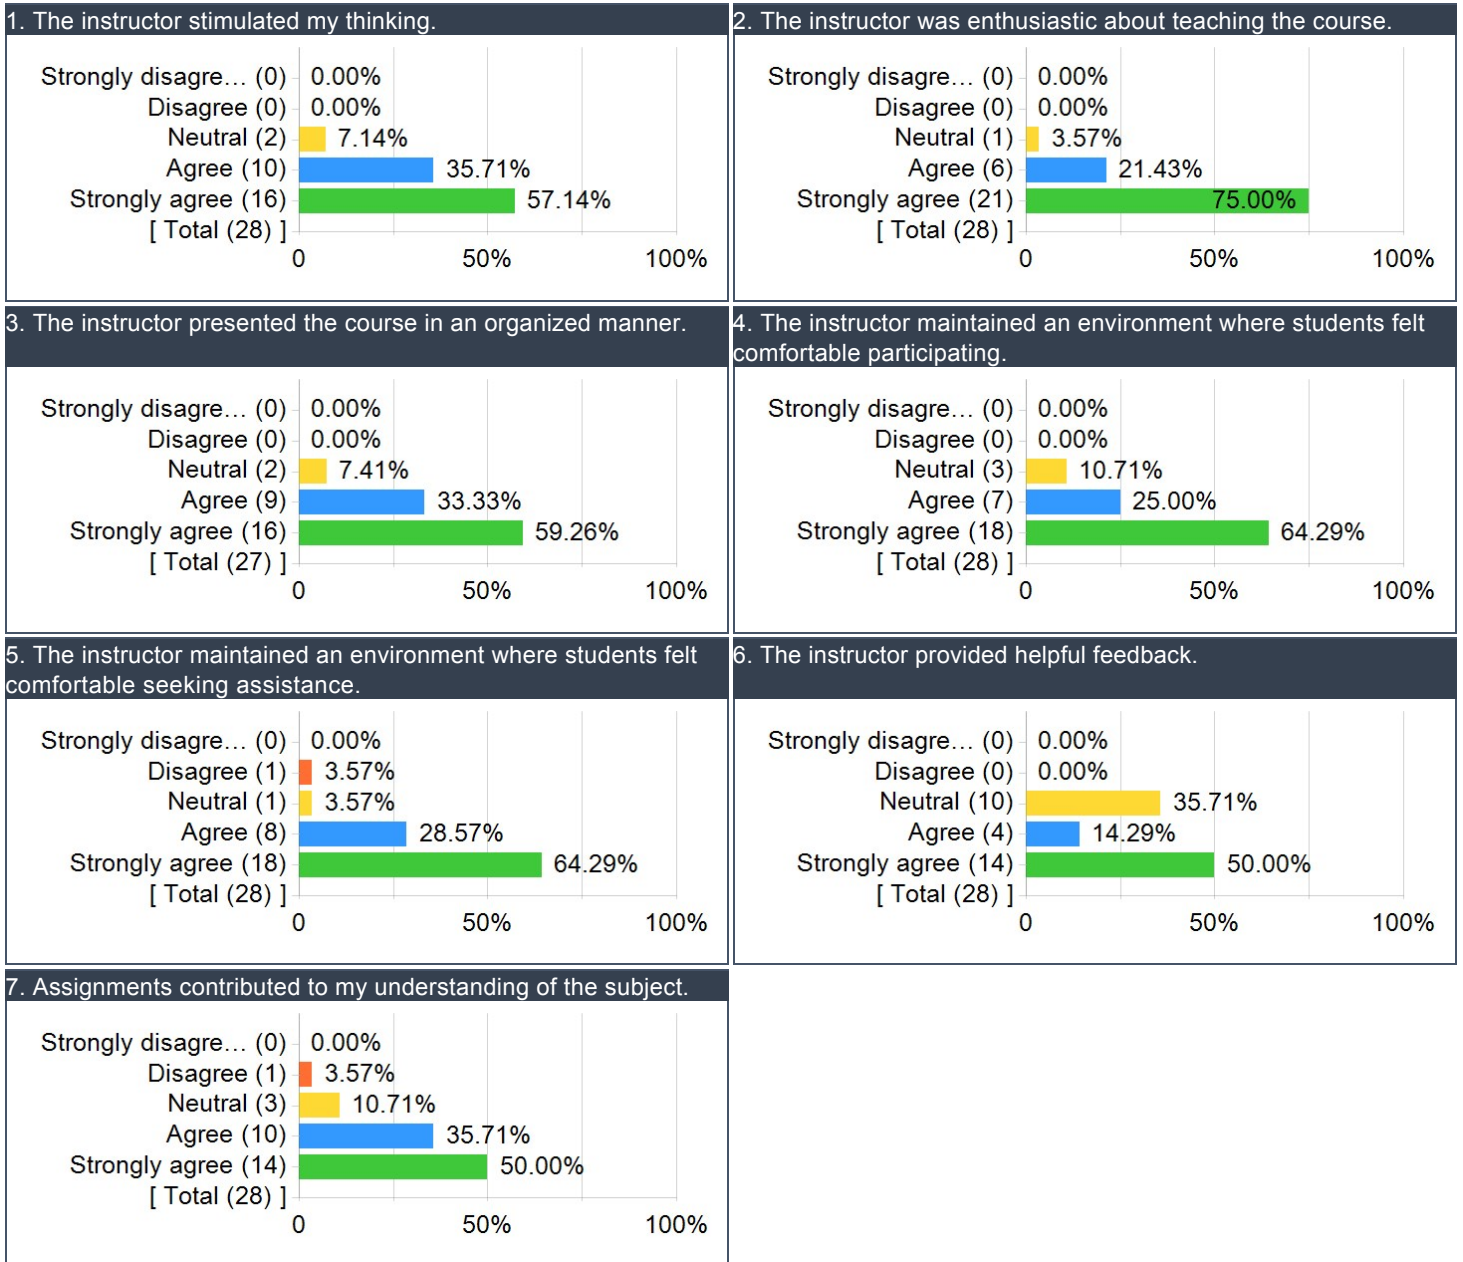 1. The instructor stimulated my thinking.
Strongly disagre... (0) 0.00%
Disagree (0) 0.00%
Neutral (2) 7.14%
Agree (10) 35.71%
Strongly agree (16) 57.14%
[ Total (28) ]
0 50% 100%
2. The instructor was enthusiastic about teaching the course.
Strongly disagre... (0) 0.00%
Disagree (0) 0.00%
Neutral (1) 3.57%
Agree (6) 21.43%
Strongly agree (21) 75.00%
[ Total (28) ]
0 50% 100%
3. The instructor presented the course in an organized manner.
Strongly disagre... (0) 0.00%
Disagree (0) 0.00%
Neutral (2) 7.41%
Agree (9) 33.33%
Strongly agree (16) 59.26%
[ Total (27) ]
0 50% 100%
4. The instructor maintained an environment where students felt
comfortable participating.
Strongly disagre... (0) 0.00%
Disagree (0) 0.00%
Neutral (3) 10.71%
Agree (7) 25.00%
Strongly agree (18) 64.29%
[ Total (28) ]
0 50% 100%
5. The instructor maintained an environment where students felt
comfortable seeking assistance.
Strongly disagre... (0) 0.00%
Disagree (1) 3.57%
Neutral (1) 3.57%
Agree (8) 28.57%
Strongly agree (18) 64.29%
[ Total (28) ]
0 50% 100%
6. The instructor provided helpful feedback.
Strongly disagre... (0) 0.00%
Disagree (0) 0.00%
Neutral (10) 35.71%
Agree (4) 14.29%
Strongly agree (14) 50.00%
[ Total (28) ]
0 50% 100%
7. Assignments contributed to my understanding of the subject.
Strongly disagre... (0) 0.00%
Disagree (1) 3.57%
Neutral (3) 10.71%
Agree (10) 35.71%
Strongly agree (14) 50.00%
[ Total (28) ]
0 50% 100%